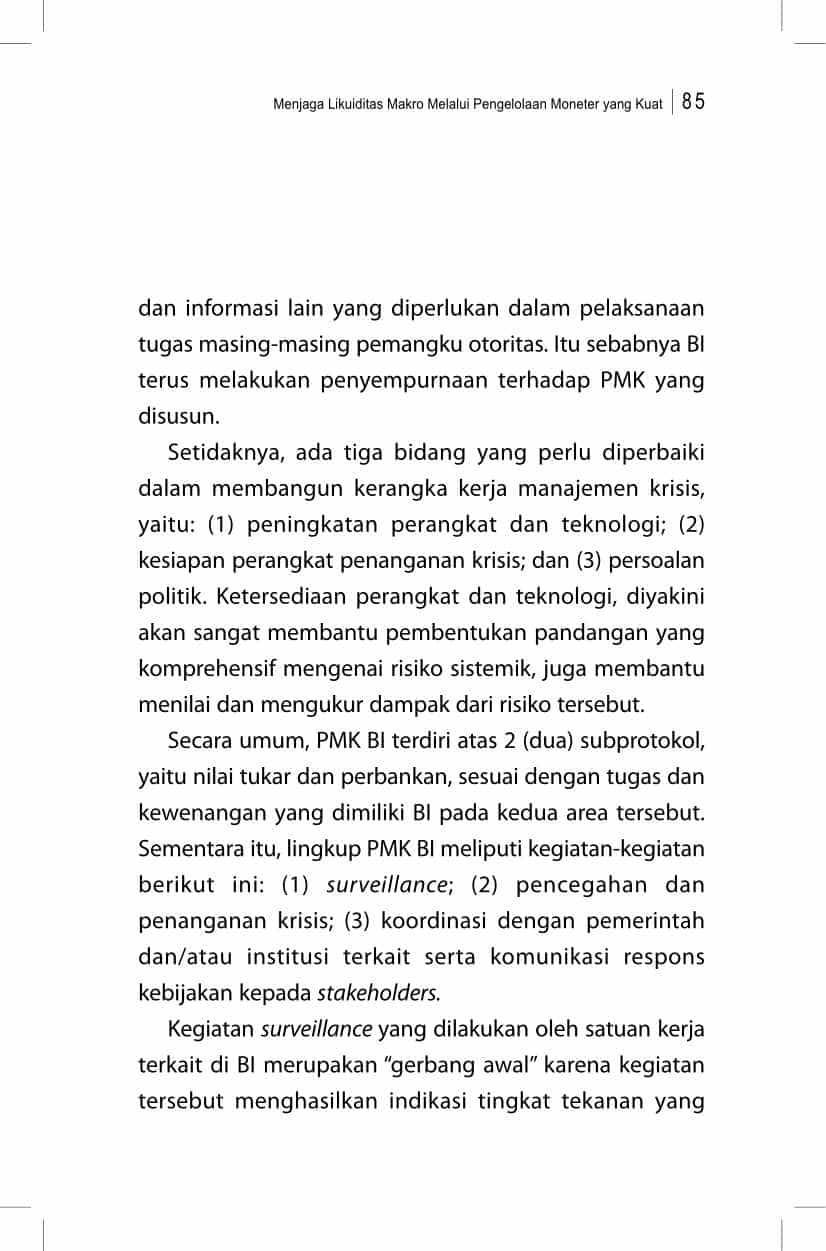 Menjaga Likuiditas Makro Melalui Pengelolaan Moneter yang Kuat 85
dan informasi lain yang diperlukan dalam pelaksanaan
tugas masing-masing pemangku otoritas. Itu sebabnya BI
terus melakukan penyempurnaan terhadap PMK yang
disusun.
Setidaknya, ada tiga bidang yang perlu diperbaiki
dalam membangun kerangka kerja manajemen krisis,
yaitu: (1) peningkatan perangkat dan teknologi; (2)
kesiapan perangkat penanganan krisis; dan (3) persoalan
politik. Ketersediaan perangkat dan teknologi, diyakini
akan sangat membantu pembentukan pandangan yang
komprehensif mengenai risiko sistemik, juga membantu
menilai dan mengukur dampak dari risiko tersebut.
Secara umum, PMK BI terdiri atas 2 (dua) subprotokol,
yaitu nilai tukar dan perbankan, sesuai dengan tugas dan
kewenangan yang dimiliki BI pada kedua area tersebut.
Sementara itu, lingkup PMK BI meliputi kegiatan-kegiatan
berikut ini: (1) surveillance; (2) pencegahan dan
penanganan krisis; (3) koordinasi dengan pemerintah
dan/atau institusi terkait serta komunikasi respons
kebijakan kepada stakeholders.
Kegiatan surveillance yang dilakukan oleh satuan kerja
terkait di BI merupakan “gerbang awal” karena kegiatan
tersebut menghasilkan indikasi tingkat tekanan yang